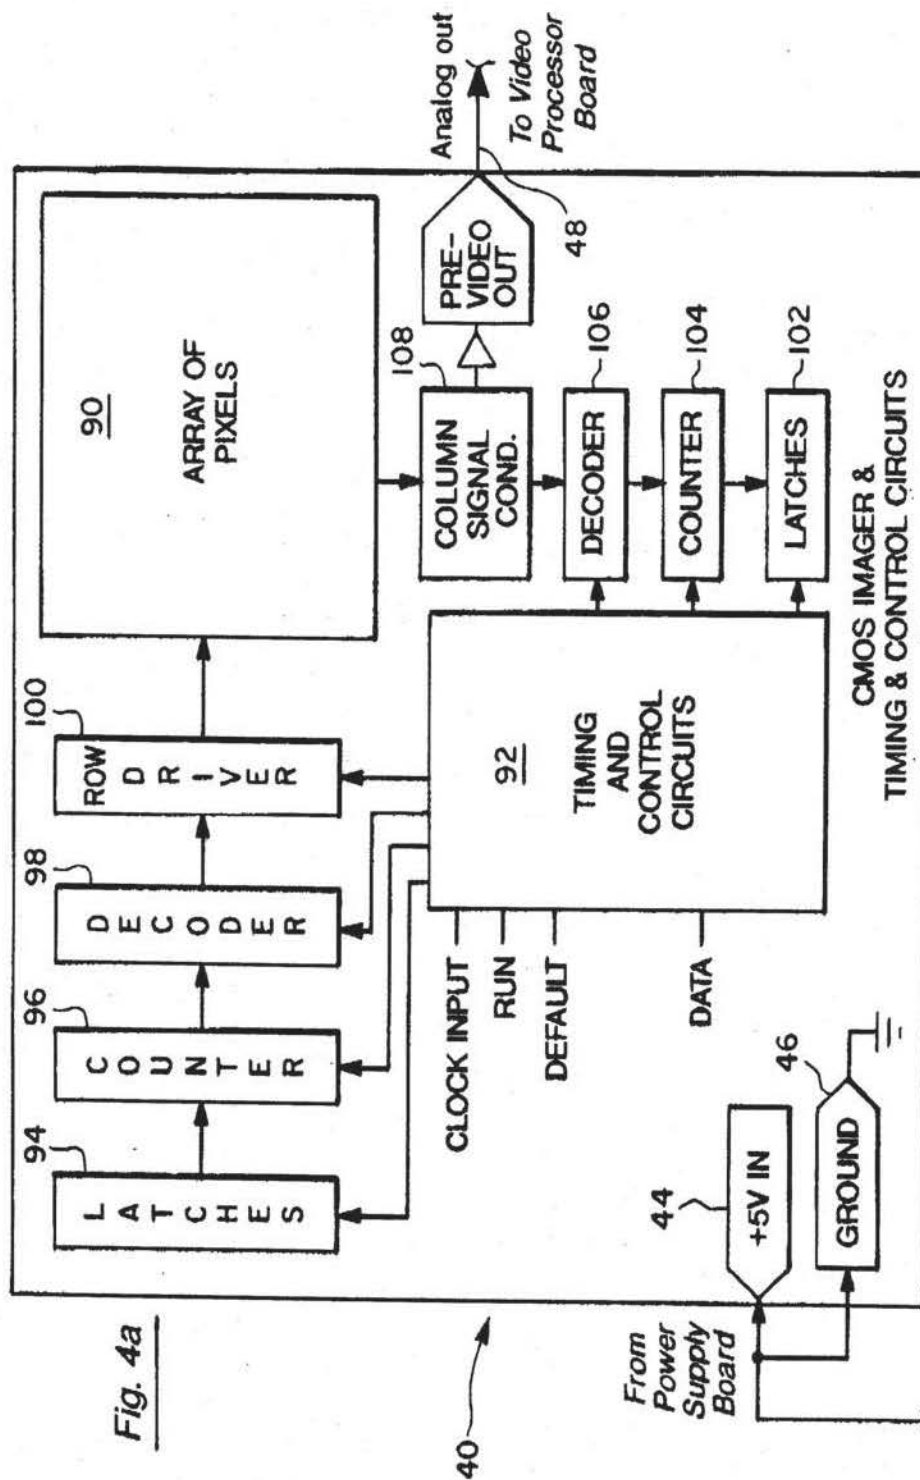 Fig. 4a
40
94
LATCHES
96
COUNTER
98
DECODER
100
ROW
DRIVER
90
ARRAY OF
PIXELS
CLOCK INPUT
RUN
DEFAULT
DATA
92
TIMING
AND
CONTROL
CIRCUITS
108
COLUMN
SIGNAL
COND.
PRE-
VIDEO
OUT
48
Analog out
To Video
Processor
Board
DECODER
106
COUNTER
104
LATCHES
102
From
Power
Supply
Board
44
+5V IN
46
GROUND
CMOS IMAGER &
TIMING & CONTROL CIRCUITS